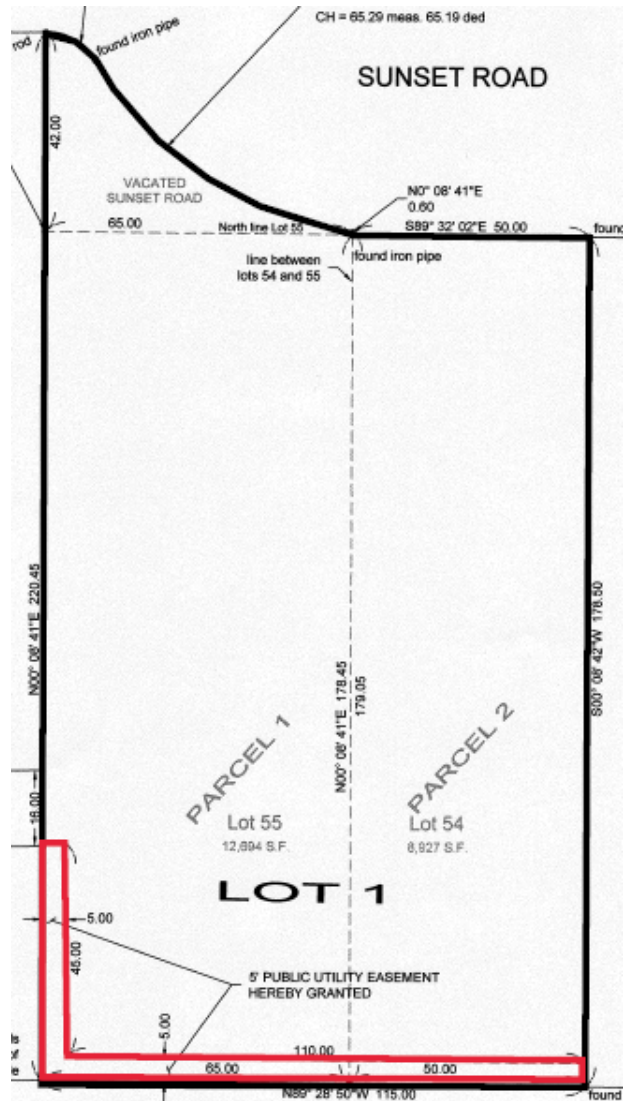 CH = 65.29 meas. 65.19 ded
rod
found iron pipe
SUNSET ROAD
42.00
VACATED
SUNSET ROAD
N0° 08' 41"E
0.60
65.00
North line Lot 55
S89° 32' 02"E 50.00
found
line between
lots 54 and 55
found iron pipe
N00° 08' 41"E 220.45
N00° 08' 41"E 178.45
179.05
S00° 08' 42"W 178.50
PARCEL 1
PARCEL 2
16.00
Lot 55
12,694 S.F.
Lot 54
8,927 S.F.
LOT 1
5.00
45.00
5' PUBLIC UTILITY EASEMENT
HEREBY GRANTED
5.00
110.00
65.00
50.00
N89° 28' 50"W 115.00
found